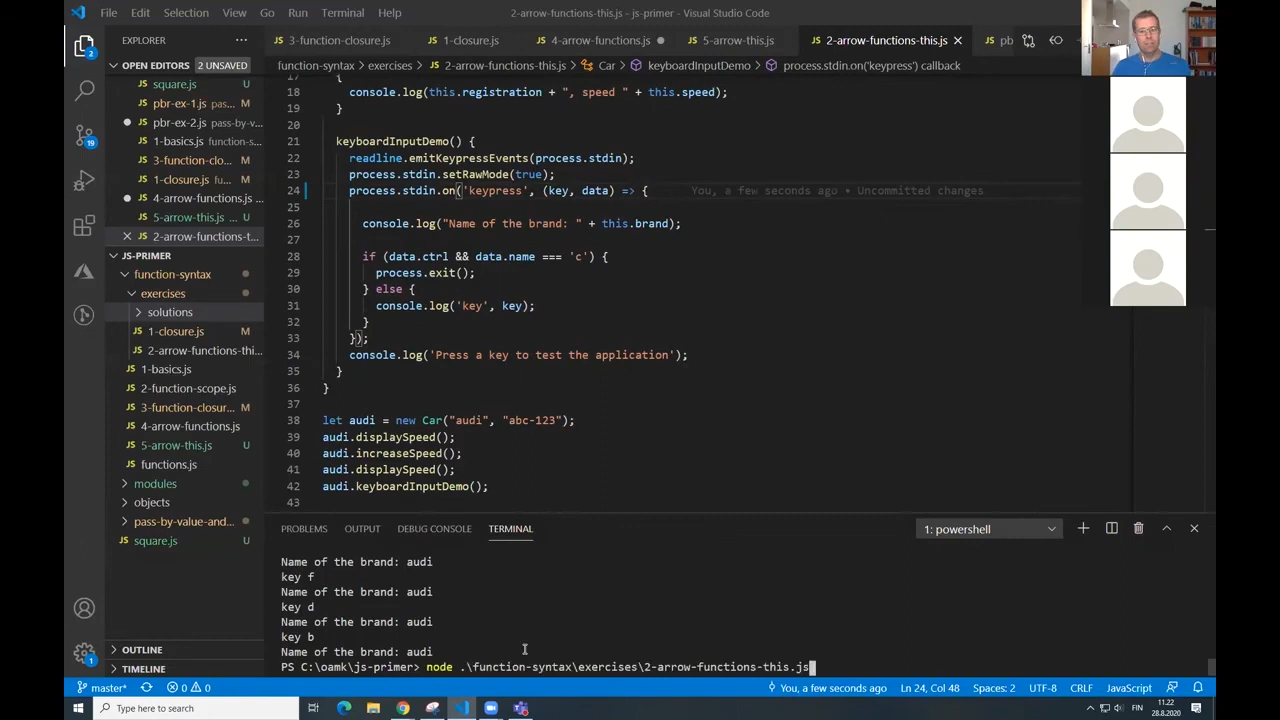 File Edit Selection View Go Run Terminal Help 2-arrow-functions-this.js - js-primer - Visual Studio Code
EXPLORER
3-function-closure.js 1-closure.js 4-arrow-functions.js 5-arrow-this.js 2-arrow-functions-this.js pb
OPEN EDITORS 2 UNSAVED
function-syntax > exercises > 2-arrow-functions-this.js > Car > keyboardInputDemo > process.stdin.on('keypress') callback
square.js
pbr-ex-1.js pas...
pbr-ex-2.js pass-by-v...
1-basics.js function-s...
3-function-clo...
1-closure.js function-...
4-arrow-functions.js ...
5-arrow-this.js ...
2-arrow-functions-t...
JS-PRIMER
function-syntax
exercises
solutions
1-closure.js M
2-arrow-functions-thi...
1-basics.js
2-function-scope.js
3-function-closur... M
4-arrow-functions.js
5-arrow-this.js U
functions.js
modules
objects
pass-by-value-and...
square.js U
OUTLINE
TIMELINE
2
19
1
17 {
18 console.log(this.registration + ", speed " + this.speed);
19 }
20
21 keyboardInputDemo() {
22 readline.emitKeypressEvents(process.stdin);
23 process.stdin.setRawMode(true);
24 process.stdin.on('keypress', (key, data) => { You, a few seconds ago • Uncommitted changes
25
26 console.log("Name of the brand: " + this.brand);
27
28 if (data.ctrl && data.name === 'c') {
29 process.exit();
30 } else {
31 console.log('key', key);
32 }
33 });
34 console.log('Press a key to test the application');
35 }
36 }
37
38 let audi = new Car("audi", "abc-123");
39 audi.displaySpeed();
40 audi.increaseSpeed();
41 audi.displaySpeed();
42 audi.keyboardInputDemo();
43
PROBLEMS OUTPUT DEBUG CONSOLE TERMINAL 1: powershell
Name of the brand: audi
key f
Name of the brand: audi
key d
Name of the brand: audi
key b
Name of the brand: audi
PS C:\oamk\js-primer> node .\function-syntax\exercises\2-arrow-functions-this.js
master* 0 0 You, a few seconds ago Ln 24, Col 48 Spaces: 2 UTF-8 CRLF JavaScript
Type here to search FIN 11.22
28.8.2020